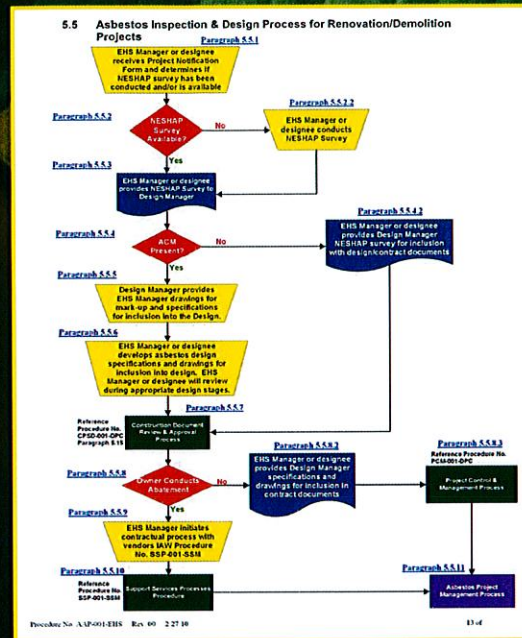 5.5 Asbestos Inspection & Design Process for Renovation/Demolition
Projects
Paragraph 5.5.1
EHS Manager or designee
receives Project Notification
Form and determines if
NESHAP survey has been
conducted and/or is available
Paragraph 5.5.2
NESHAP
Survey
Available?
No
Yes
Paragraph 5.5.2.2
EHS Manager or
designee conducts
NESHAP Survey
Paragraph 5.5.3
EHS Manager or designee
provides NESHAP Survey to
Design Manager
Paragraph 5.5.4
ACM
Present?
No
Yes
Paragraph 5.5.4.2
EHS Manager or designee
provides Design Manager
NESHAP survey for inclusion
with design/contract documents
Paragraph 5.5.5
Design Manager provides
EHS Manager drawings for
mark-up and specifications
for inclusion into the Design.
Paragraph 5.5.6
EHS Manager or designee
develops asbestos design
specifications and drawings for
inclusion into design. EHS
Manager or designee will review
during appropriate design stages.
Paragraph 5.5.7
Reference
Procedure No.
CPSD-001-DPC
Paragraph 5.15
Construction Document
Review & Approval
Process
Paragraph 5.5.8
Owner Conducts
Abatement
No
Yes
Paragraph 5.5.8.2
EHS Manager or designee
provides Design Manager
specifications and
drawings for inclusion in
contract documents
Paragraph 5.5.8.3
Reference Procedure No.
PCM-001-DPC
Project Control &
Management Process
Paragraph 5.5.9
EHS Manager initiates
contractual process with
vendors IAW Procedure
No. SSP-001-SSM
Paragraph 5.5.10
Reference
Procedure No.
SSP-001-SSM
Support Services Processes
Procedure
Paragraph 5.5.11
Asbestos Project
Management Process
Procedure No. AAP-001-EHS Rev. 00 2/27/10
13 of